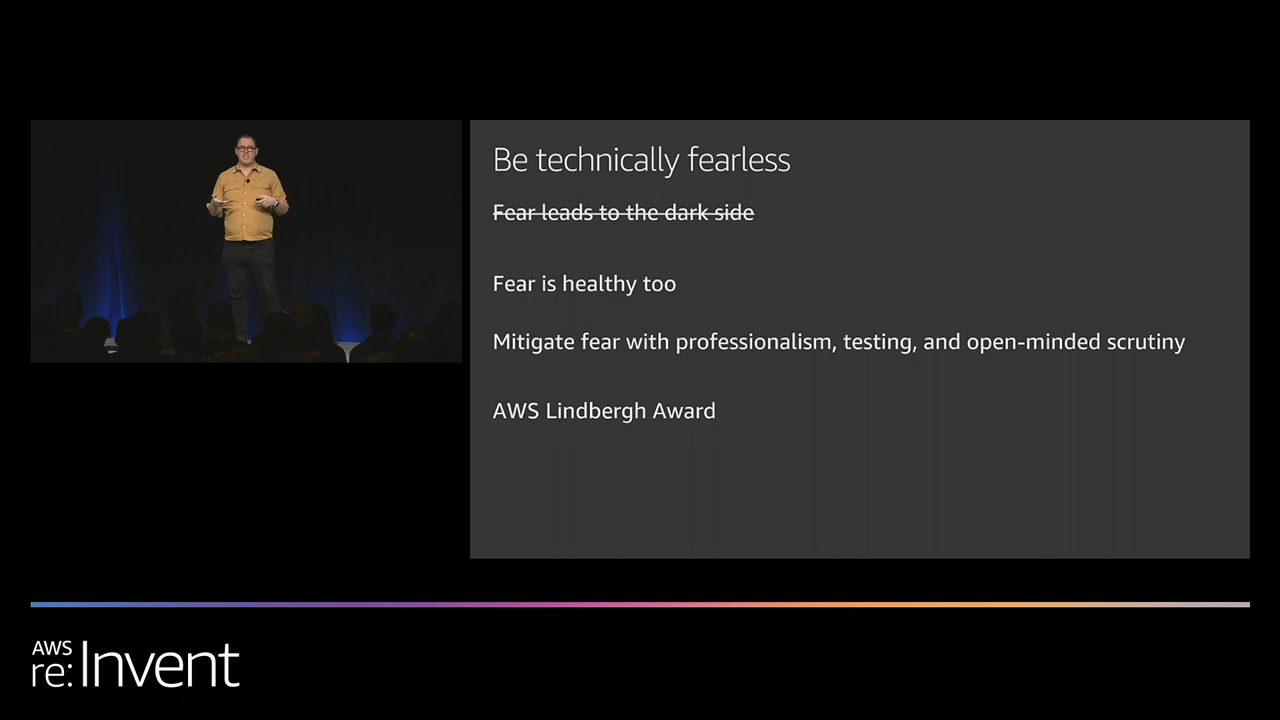 Be technically fearless
Fear leads to the dark side
Fear is healthy too
Mitigate fear with professionalism, testing, and open-minded scrutiny
AWS Lindbergh Award
AWS
re:Invent